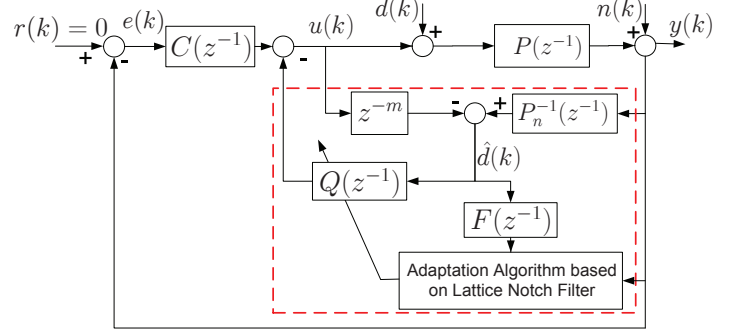 r(k) = 0
+
-
e(k)
C(z^{-1})
-
u(k)
d(k)
+
P(z^{-1})
n(k)
+
y(k)
z^{-m}
-
+
P_n^{-1}(z^{-1})
\hat{d}(k)
Q(z^{-1})
F(z^{-1})
Adaptation Algorithm based
on Lattice Notch Filter